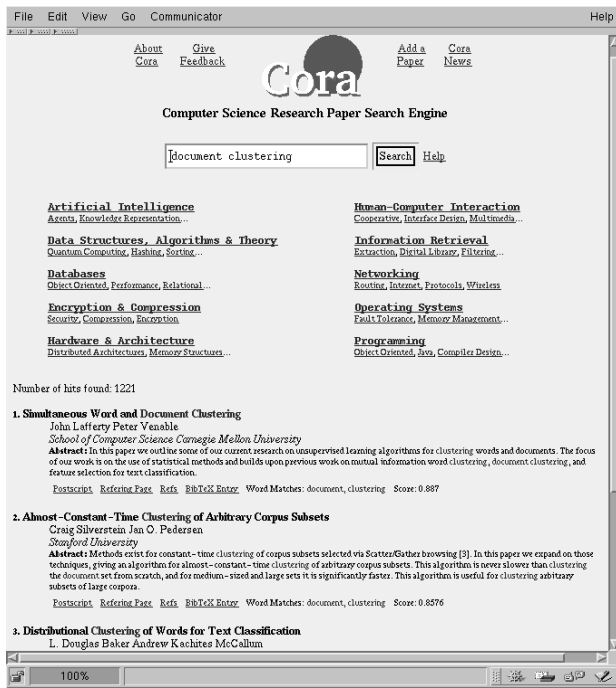 File Edit View Go Communicator Help
About Cora
Give Feedback
Cora
Add a Paper
Cora News
Computer Science Research Paper Search Engine
document clustering Search Help
Artificial Intelligence
Agents, Knowledge Representation...
Human-Computer Interaction
Cooperative, Interface Design, Multimedia...
Data Structures, Algorithms & Theory
Quantum Computing, Hashing, Sorting...
Information Retrieval
Extraction, Digital Library, Filtering...
Databases
Object Oriented, Performance, Relational...
Networking
Routing, Internet, Protocols, Wireless
Encryption & Compression
Security, Compression, Encryption
Operating Systems
Fault Tolerance, Memory Management...
Hardware & Architecture
Distributed Architectures, Memory Structures...
Programming
Object Oriented, Java, Compiler Design...
Number of hits found: 1221
1. Simultaneous Word and Document Clustering
John Lafferty Peter Venable
School of Computer Science Carnegie Mellon University
Abstract: In this paper we outline some of our current research on unsupervised learning algorithms for clustering words and documents. The focus
of our work is on the use of statistical methods and builds upon previous work on mutual information word clustering, document clustering, and
feature selection for text classification.
Postscript Refering Page Refs BibTeX Entry Word Matches: document, clustering Score: 0.887
2. Almost-Constant-Time Clustering of Arbitrary Corpus Subsets
Craig Silverstein Jan O. Pedersen
Stanford University
Abstract: Methods exist for constant-time clustering of corpus subsets selected via Scatter/Gather browsing [3]. In this paper we expand on those
techniques, giving an algorithm for almost-constant-time clustering of arbitrary corpus subsets. This algorithm is never slower than clustering
the document set from scratch, and for medium-sized and large sets it is significantly faster. This algorithm is useful for clustering arbitrary
subsets of large corpora.
Postscript Refering Page Refs BibTeX Entry Word Matches: document, clustering Score: 0.8576
3. Distributional Clustering of Words for Text Classification
L. Douglas Baker Andrew Kachites McCallum
100%